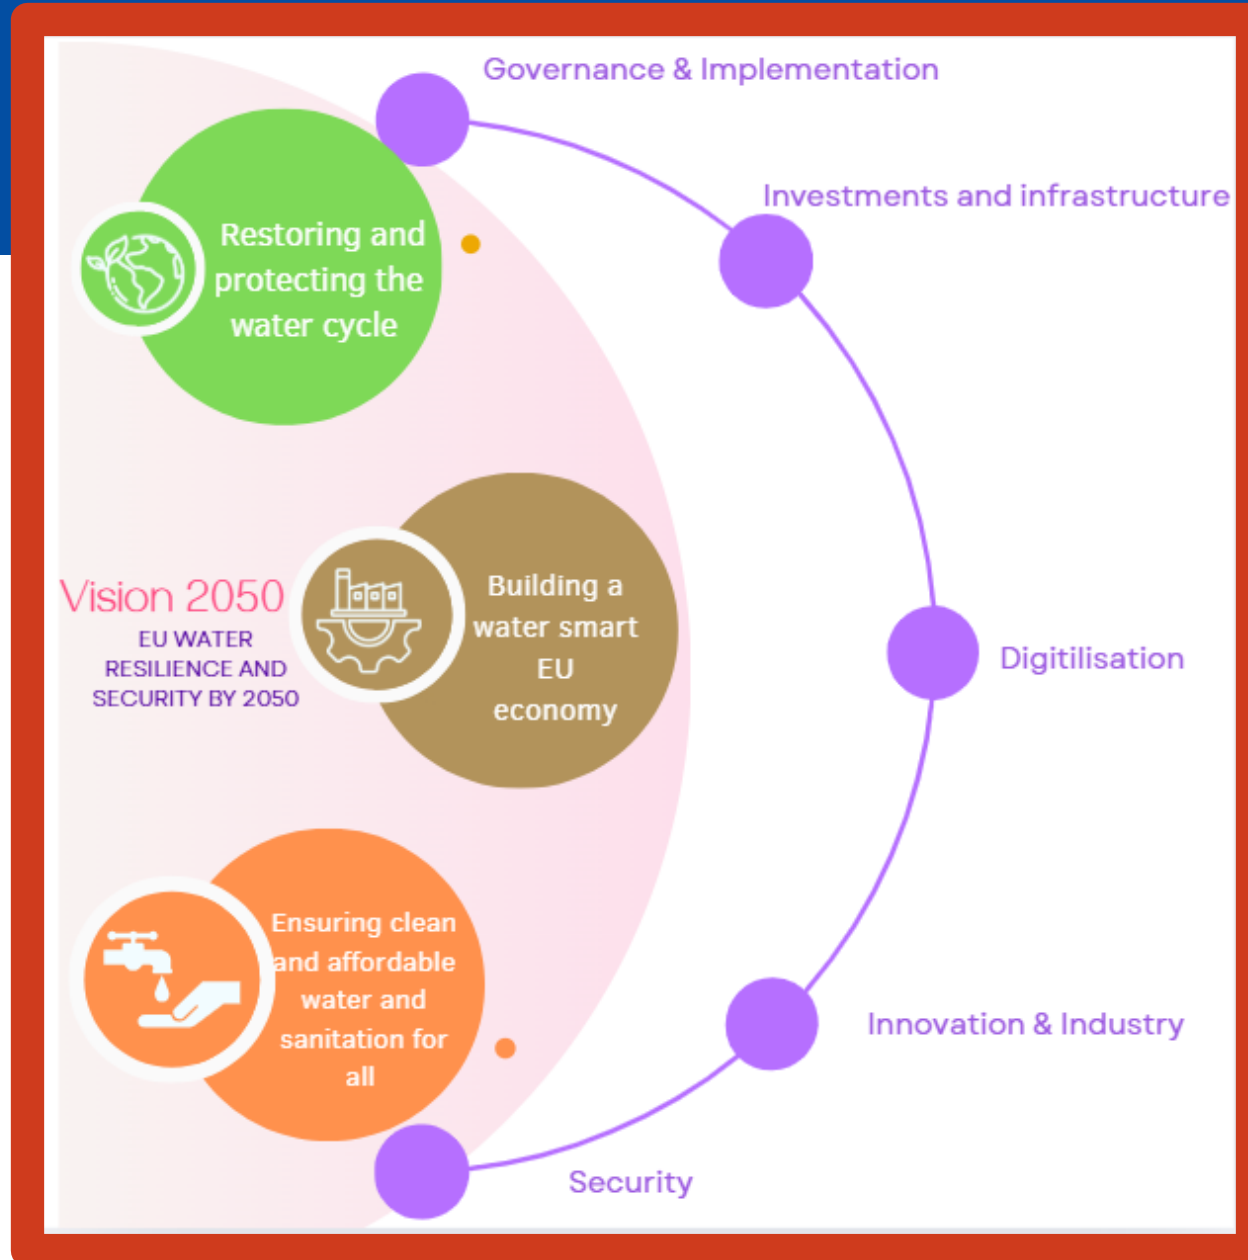 Governance & Implementation
Investments and infrastructure
Restoring and
protecting the
water cycle
Vision 2050
EU WATER
RESILIENCE AND
SECURITY BY 2050
Building a
water smart
EU
economy
Digitilisation
Ensuring clean
and affordable
water and
sanitation for
all
Innovation & Industry
Security